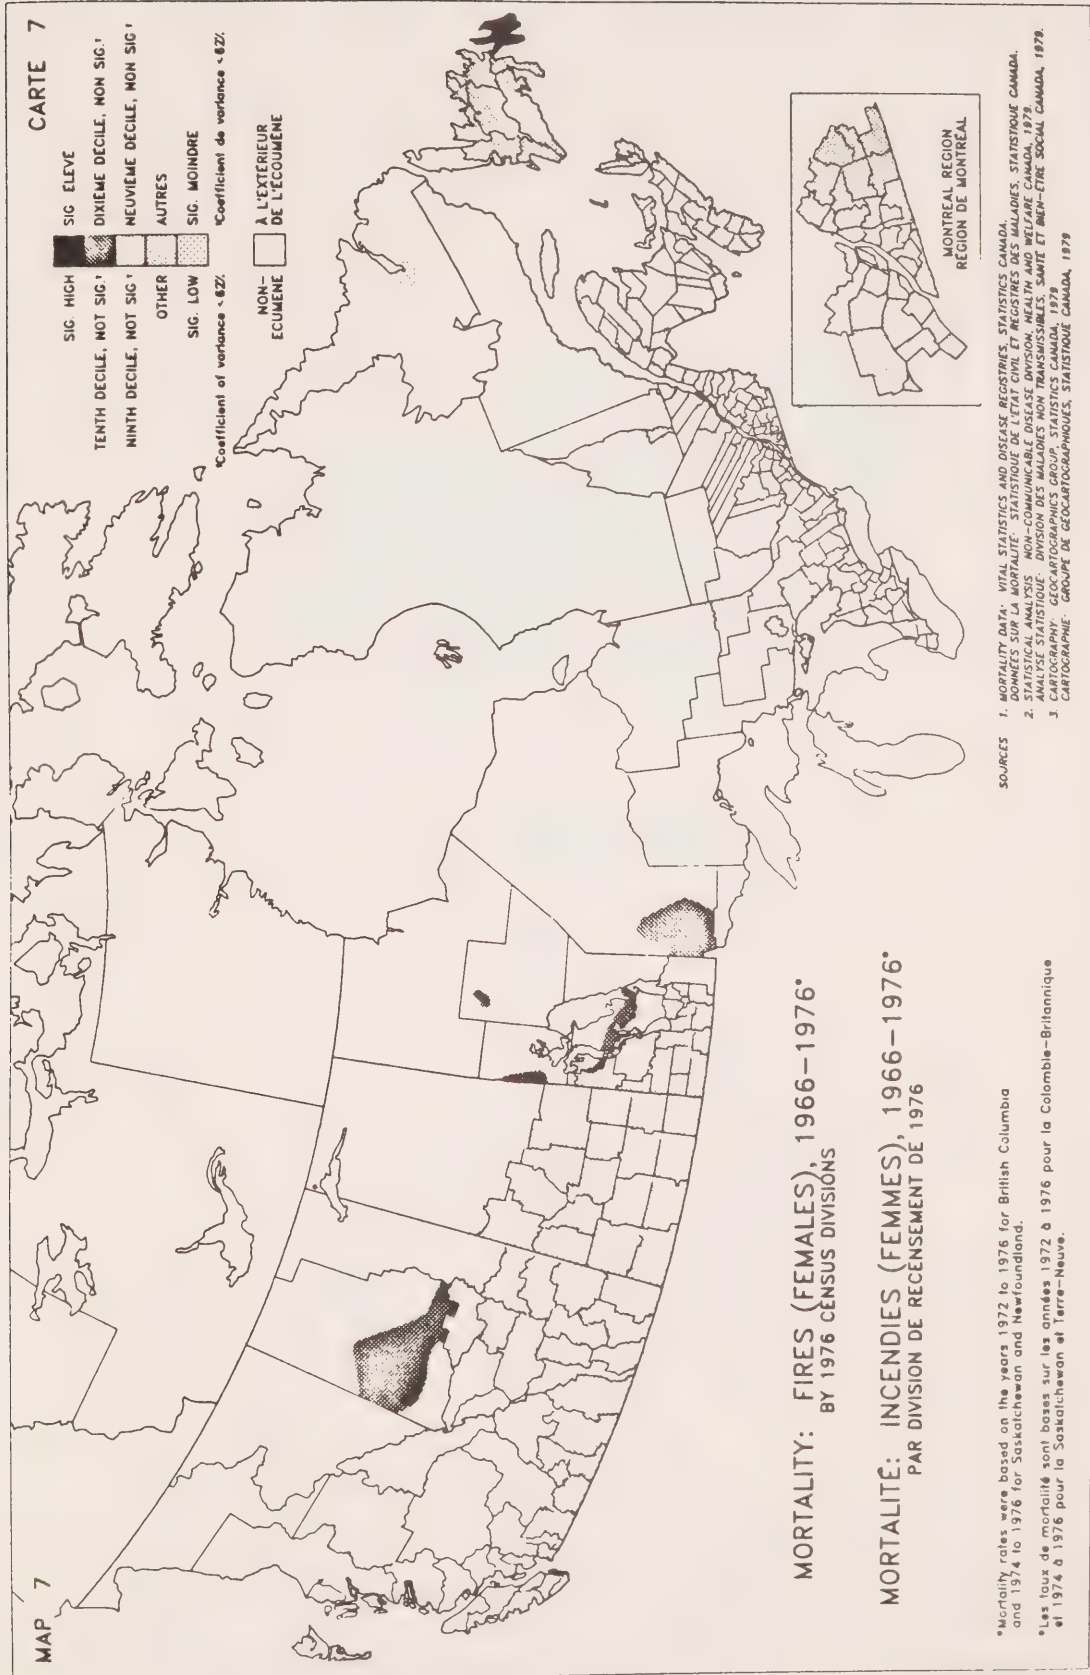 MAP 7
CARTE 7
SIG. HIGH
SIG ELEVÉ
TENTH DECILE, NOT SIG.¹
DIXIÈME DÉCILE, NON SIG.¹
NINTH DECILE, NOT SIG¹
NEUVIÈME DÉCILE, NON SIG¹
OTHER
AUTRES
SIG. LOW
SIG. MOINDRE
¹Coefficient of variance <62%
¹Coefficient de variance <62%
NON-
ECUMENE
À L'EXTÉRIEUR
DE L'ÉCOUMÈNE
MONTREAL REGION
RÉGION DE MONTRÉAL
MORTALITY: FIRES (FEMALES), 1966-1976*
BY 1976 CENSUS DIVISIONS
MORTALITÉ: INCENDIES (FEMMES), 1966-1976*
PAR DIVISION DE RECENSEMENT DE 1976
*Mortality rates were based on the years 1972 to 1976 for British Columbia
and 1974 to 1976 for Saskatchewan and Newfoundland.
*Les taux de mortalité sont bases sur les années 1972 à 1976 pour la Colombie-Britannique
et 1974 à 1976 pour la Saskatchewan et Terre-Neuve.
SOURCES 1. MORTALITY DATA: VITAL STATISTICS AND DISEASE REGISTRIES, STATISTICS CANADA.
DONNÉES SUR LA MORTALITÉ: STATISTIQUE DE L'ÉTAT CIVIL ET REGISTRES DES MALADIES, STATISTIQUE CANADA.
2. STATISTICAL ANALYSIS: NON-COMMUNICABLE DISEASE DIVISION, HEALTH AND WELFARE CANADA, 1979.
ANALYSE STATISTIQUE: DIVISION DES MALADIES NON TRANSMISSIBLES, SANTÉ ET BIEN-ÊTRE SOCIAL CANADA, 1979.
3. CARTOGRAPHY: GEOCARTOGRAPHICS GROUP, STATISTICS CANADA, 1979
CARTOGRAPHIE: GROUPE DE GÉOCARTOGRAPHIQUES, STATISTIQUE CANADA, 1979